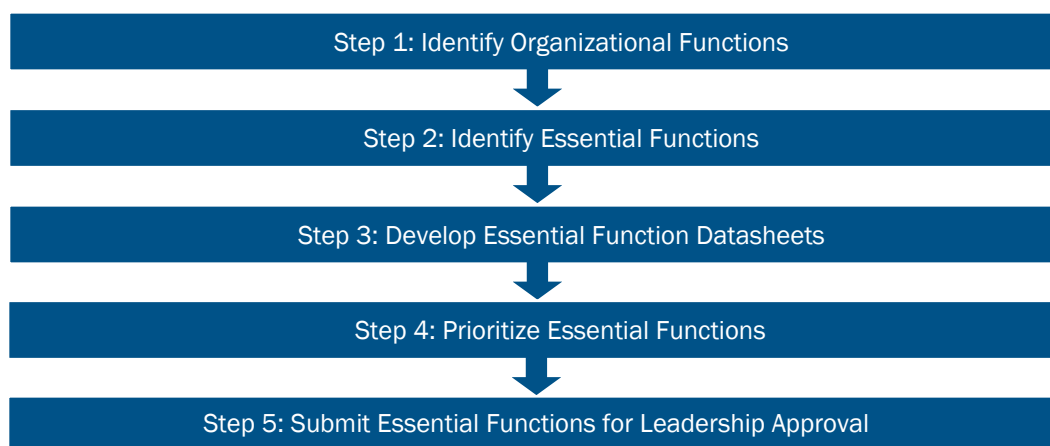 Step 1: Identify Organizational Functions
Step 2: Identify Essential Functions
Step 3: Develop Essential Function Datasheets
Step 4: Prioritize Essential Functions
Step 5: Submit Essential Functions for Leadership Approval